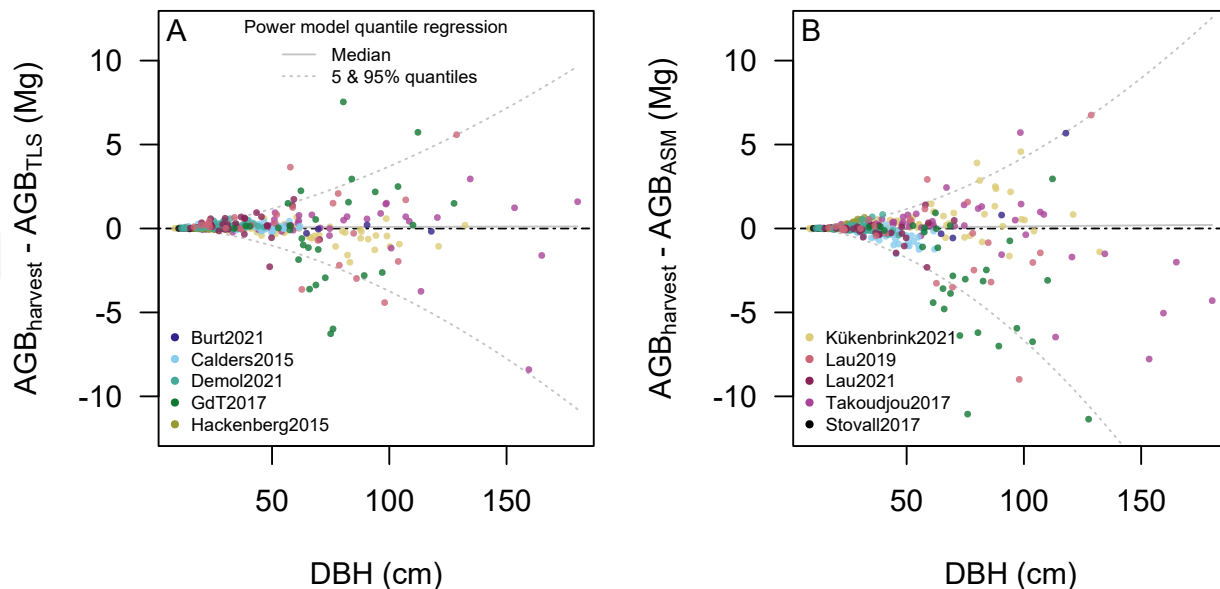 A
Power model quantile regression
Median
5 & 95% quantiles
AGBharvest - AGBTLS (Mg)
10
5
0
-5
-10
Burt2021
Calders2015
Demol2021
GdT2017
Hackenberg2015
50
100
150
DBH (cm)
B
AGBharvest - AGBASM (Mg)
10
5
0
-5
-10
Kükenbrink2021
Lau2019
Lau2021
Takoudjou2017
Stovall2017
50
100
150
DBH (cm)